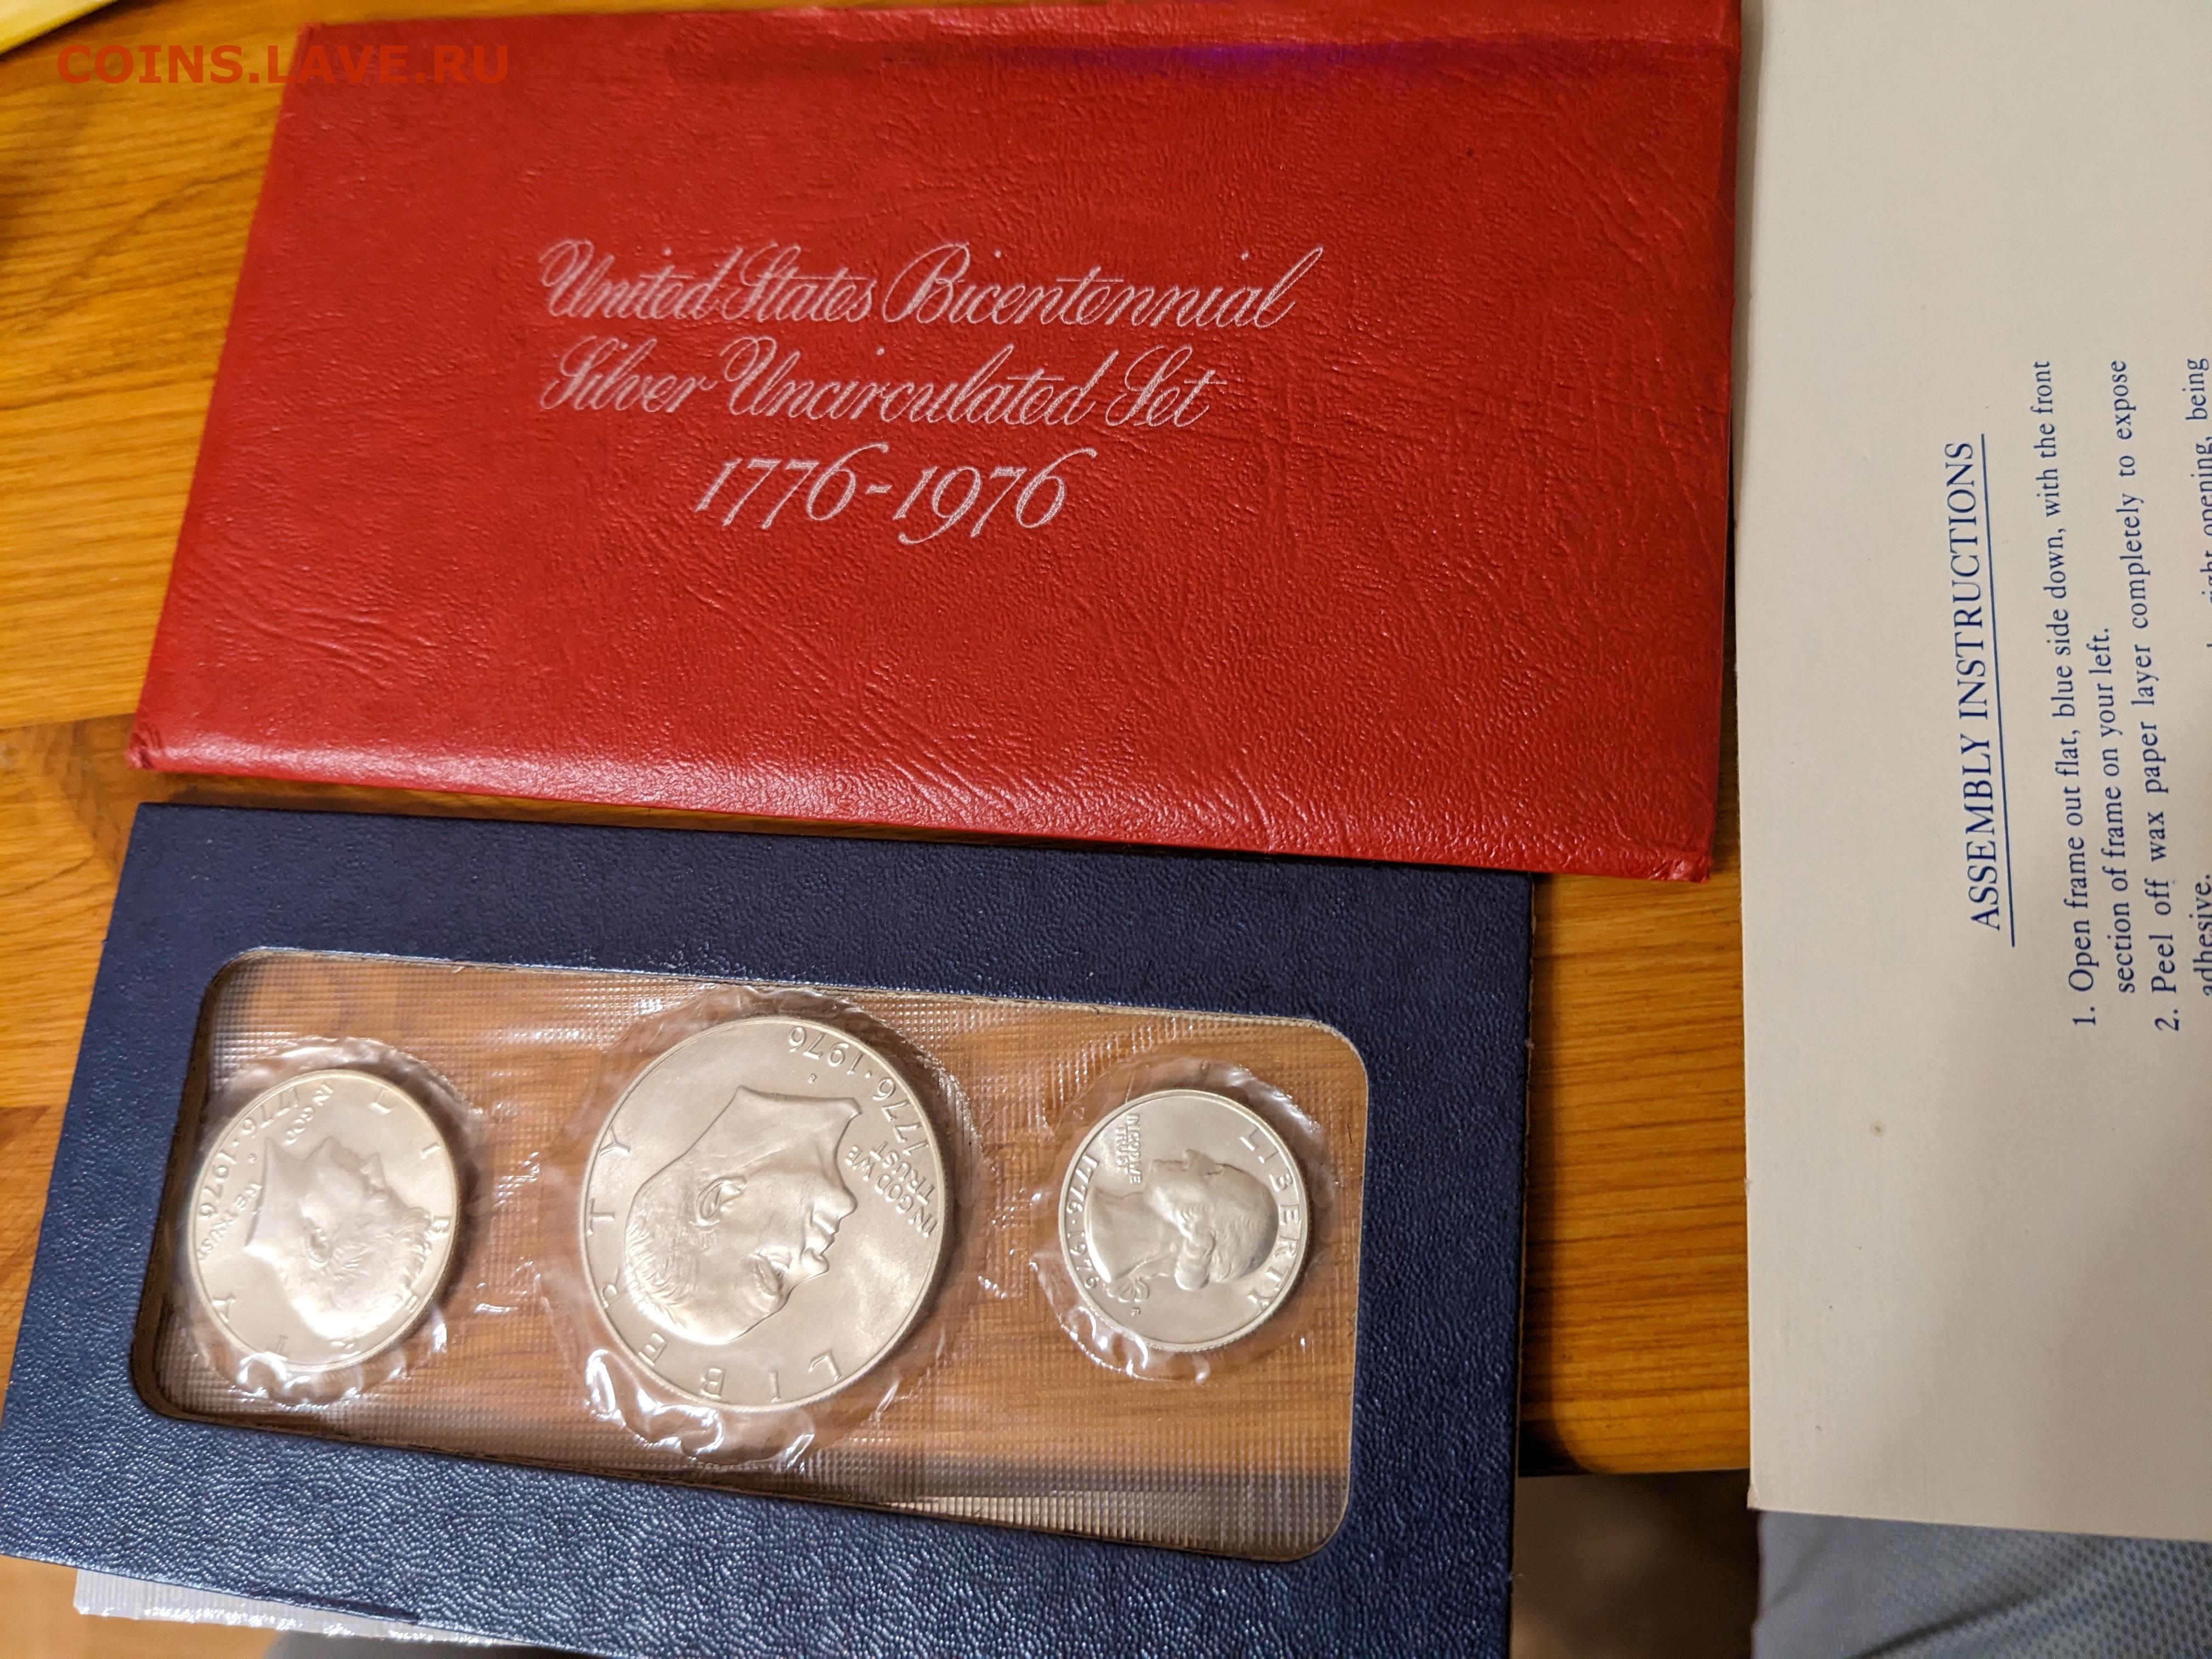 COINS.LAVE.RU
United States Bicentennial
Silver Uncirculated Set
1776-1976
ASSEMBLY INSTRUCTIONS
1. Open frame out flat, blue side down, with the front
section of frame on your left.
2. Peel off wax paper layer completely to expose
adhesive.
right opening, being
LIBERTY
IN GOD
WE TRUST
1776·1976
LIBERTY
IN GOD WE
TRUST
1776·1976
S
LIBERTY
IN GOD WE
TRUST
1776·1976
S